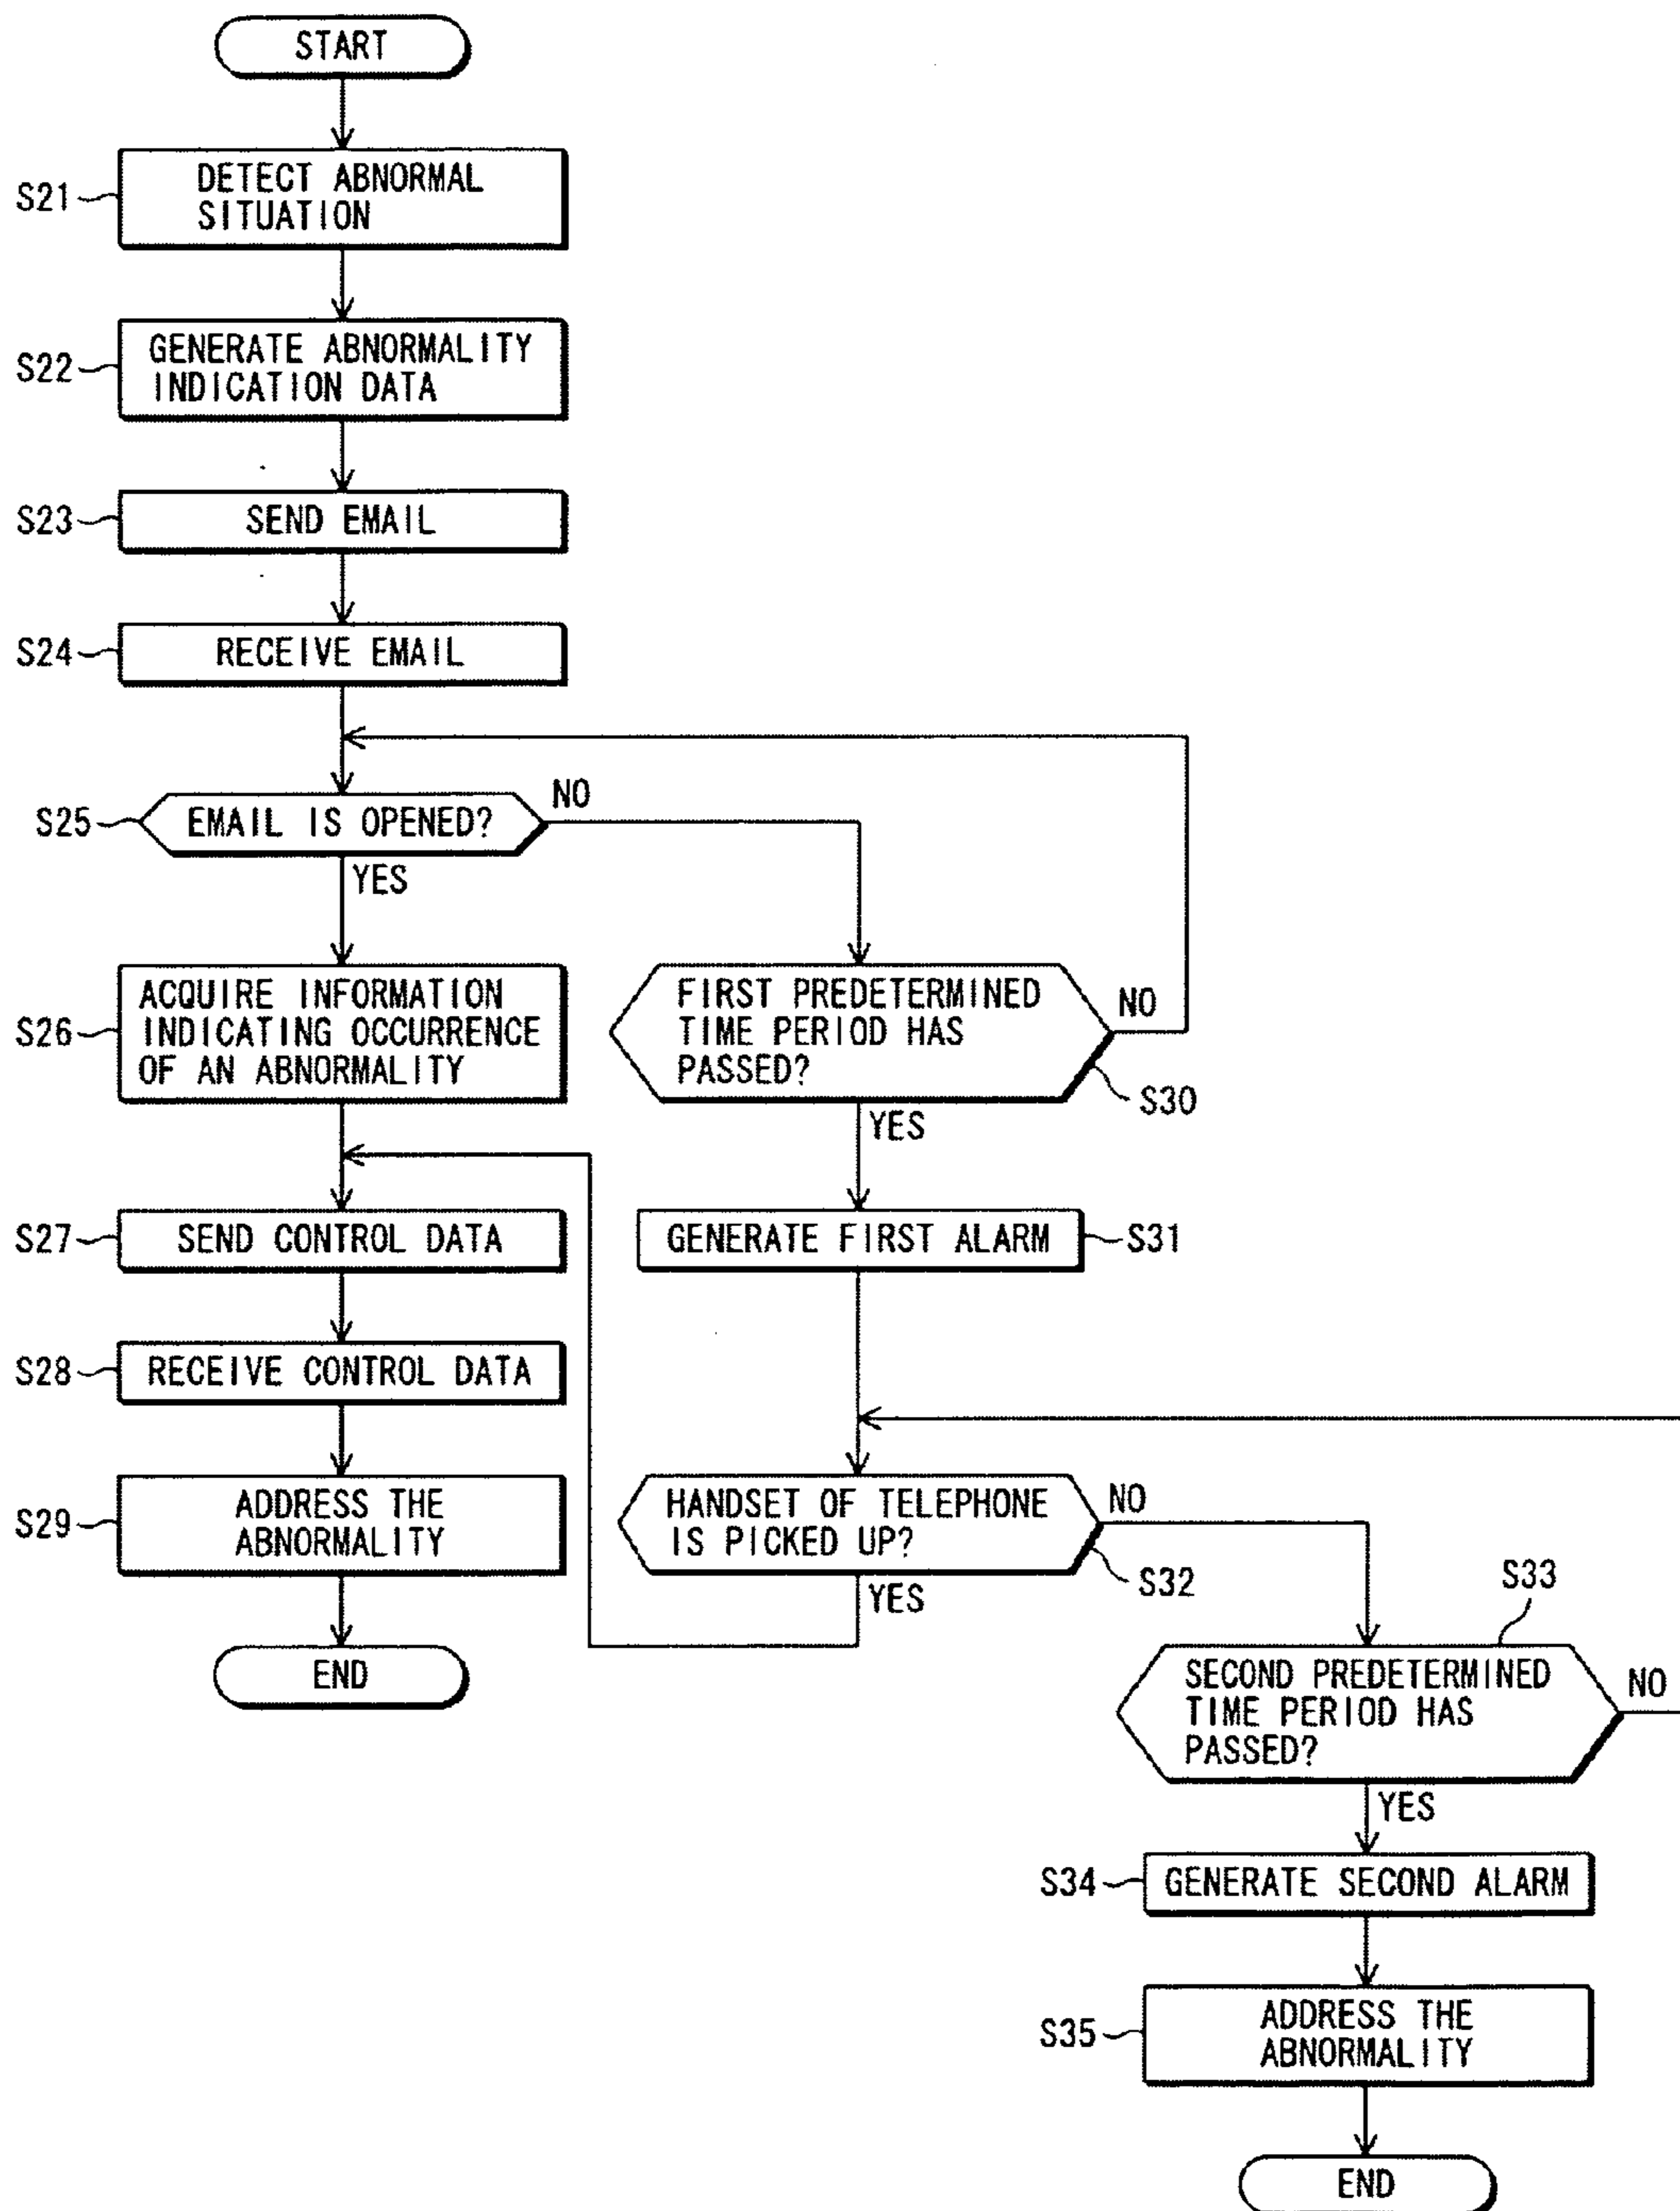 START
S21
DETECT ABNORMAL
SITUATION
S22
GENERATE ABNORMALITY
INDICATION DATA
S23
SEND EMAIL
S24
RECEIVE EMAIL
S25
EMAIL IS OPENED?
NO
YES
S26
ACQUIRE INFORMATION
INDICATING OCCURRENCE
OF AN ABNORMALITY
FIRST PREDETERMINED
TIME PERIOD HAS
PASSED?
NO
S30
YES
S27
SEND CONTROL DATA
GENERATE FIRST ALARM
S31
S28
RECEIVE CONTROL DATA
S29
ADDRESS THE
ABNORMALITY
HANDSET OF TELEPHONE
IS PICKED UP?
NO
S32
YES
END
S33
SECOND PREDETERMINED
TIME PERIOD HAS
PASSED?
NO
YES
S34
GENERATE SECOND ALARM
S35
ADDRESS THE
ABNORMALITY
END